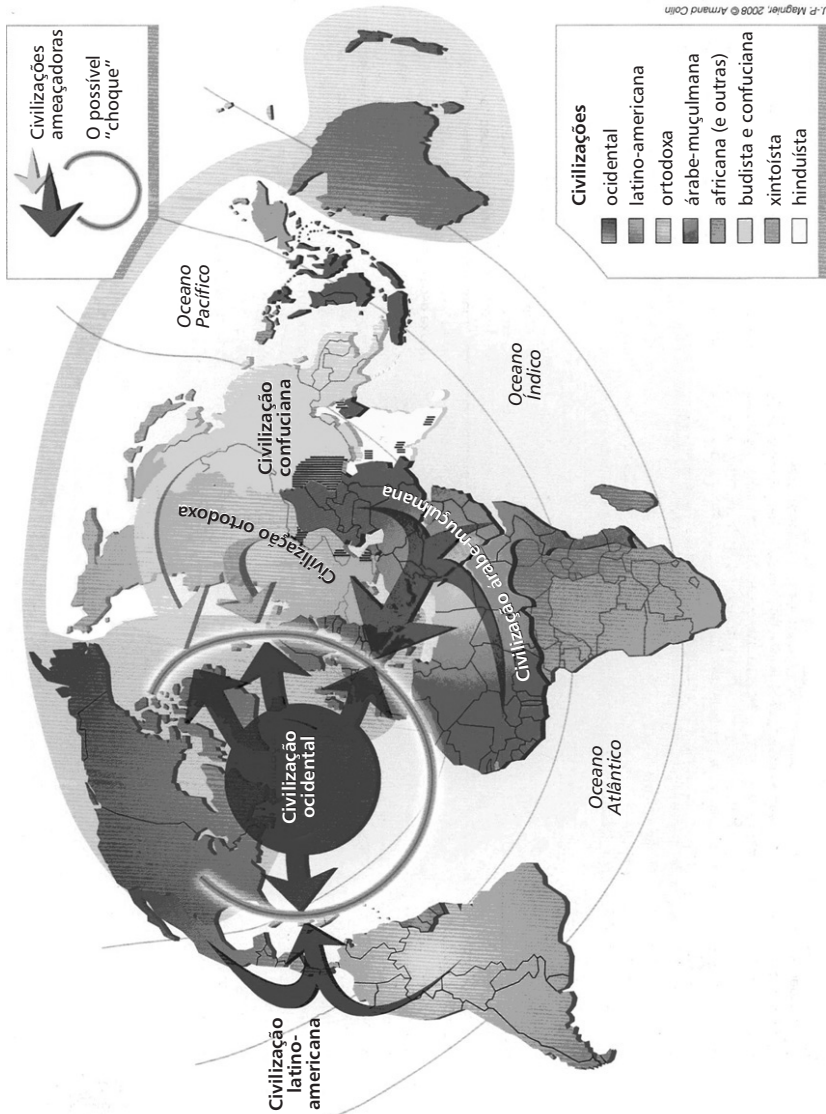 J.-P. Magnier, 2008 © Armand Colin
Civilizações
ameaçadoras
O possível
"choque"
Oceano
Pacífico
Civilização
confuciana
Civilização ortodoxa
Civilização árabe-muçulmana
Civilização
ocidental
Civilização
latino-
americana
Oceano
Atlântico
Oceano
Índico
Civilizações
ocidental
latino-americana
ortodoxa
árabe-muçulmana
africana (e outras)
budista e confuciana
xintoísta
hinduísta